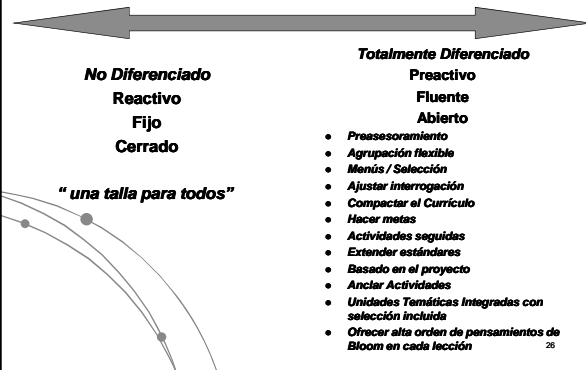 No Diferenciado
Reactivo
Fijo
Cerrado
“ una talla para todos”
Totalmente Diferenciado
Preactivo
Fluente
Abierto
● Preasesoramiento
● Agrupación flexible
● Menús / Selección
● Ajustar interrogación
● Compactar el Currículo
● Hacer metas
● Actividades seguidas
● Extender estándares
● Basado en el proyecto
● Anclar Actividades
● Unidades Temáticas Integradas con
selección incluida
● Ofrecer alta orden de pensamientos de
Bloom en cada lección
26